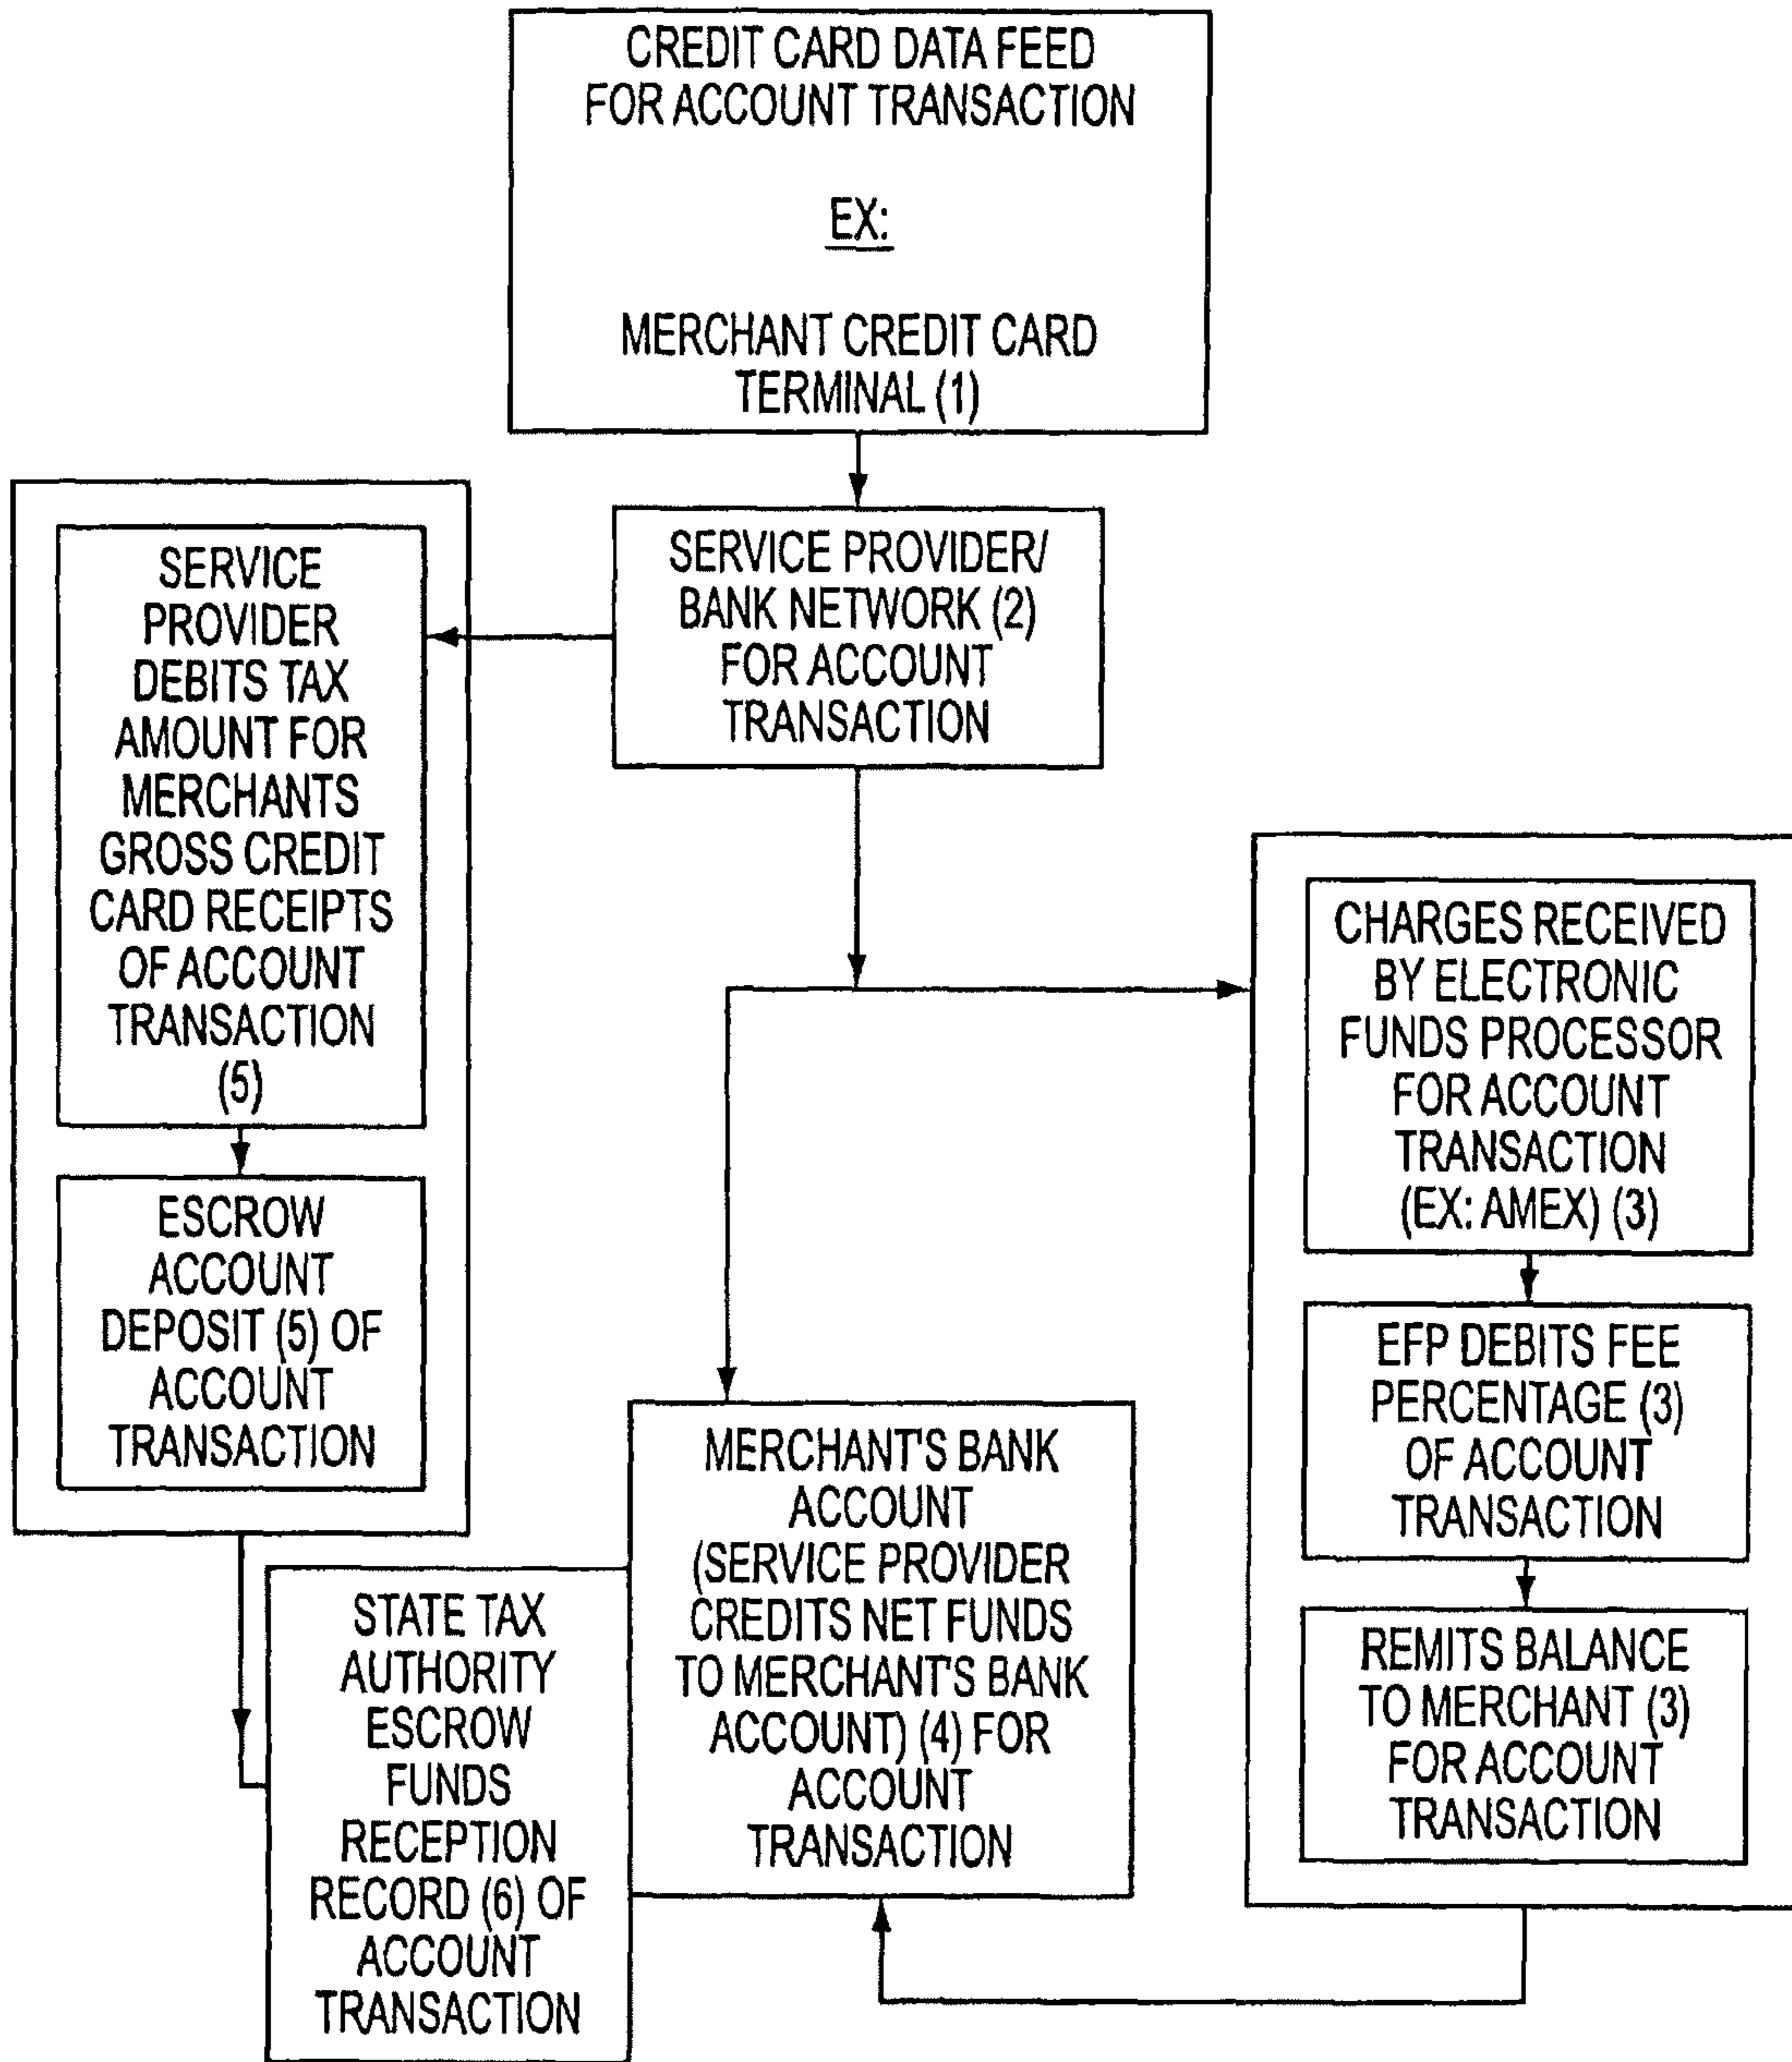 CREDIT CARD DATA FEED
FOR ACCOUNT TRANSACTION
EX:
MERCHANT CREDIT CARD
TERMINAL (1)
SERVICE PROVIDER/
BANK NETWORK (2)
FOR ACCOUNT
TRANSACTION
SERVICE
PROVIDER
DEBITS TAX
AMOUNT FOR
MERCHANTS
GROSS CREDIT
CARD RECEIPTS
OF ACCOUNT
TRANSACTION
(5)
ESCROW
ACCOUNT
DEPOSIT (5) OF
ACCOUNT
TRANSACTION
STATE TAX
AUTHORITY
ESCROW
FUNDS
RECEPTION
RECORD (6) OF
ACCOUNT
TRANSACTION
MERCHANT'S BANK
ACCOUNT
(SERVICE PROVIDER
CREDITS NET FUNDS
TO MERCHANT'S BANK
ACCOUNT) (4) FOR
ACCOUNT
TRANSACTION
CHARGES RECEIVED
BY ELECTRONIC
FUNDS PROCESSOR
FOR ACCOUNT
TRANSACTION
(EX: AMEX) (3)
EFP DEBITS FEE
PERCENTAGE (3)
OF ACCOUNT
TRANSACTION
REMITS BALANCE
TO MERCHANT (3)
FOR ACCOUNT
TRANSACTION